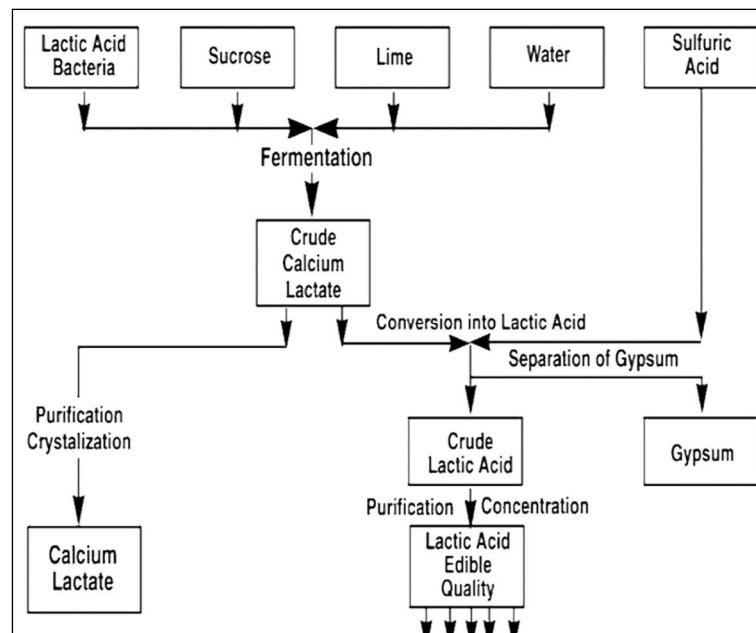 Lactic Acid
Bacteria
Sucrose
Lime
Water
Sulfuric
Acid
Fermentation
Crude
Calcium
Lactate
Conversion into Lactic Acid
Separation of Gypsum
Purification
Crystalization
Crude
Lactic Acid
Gypsum
Purification
Concentration
Calcium
Lactate
Lactic Acid
Edible
Quality